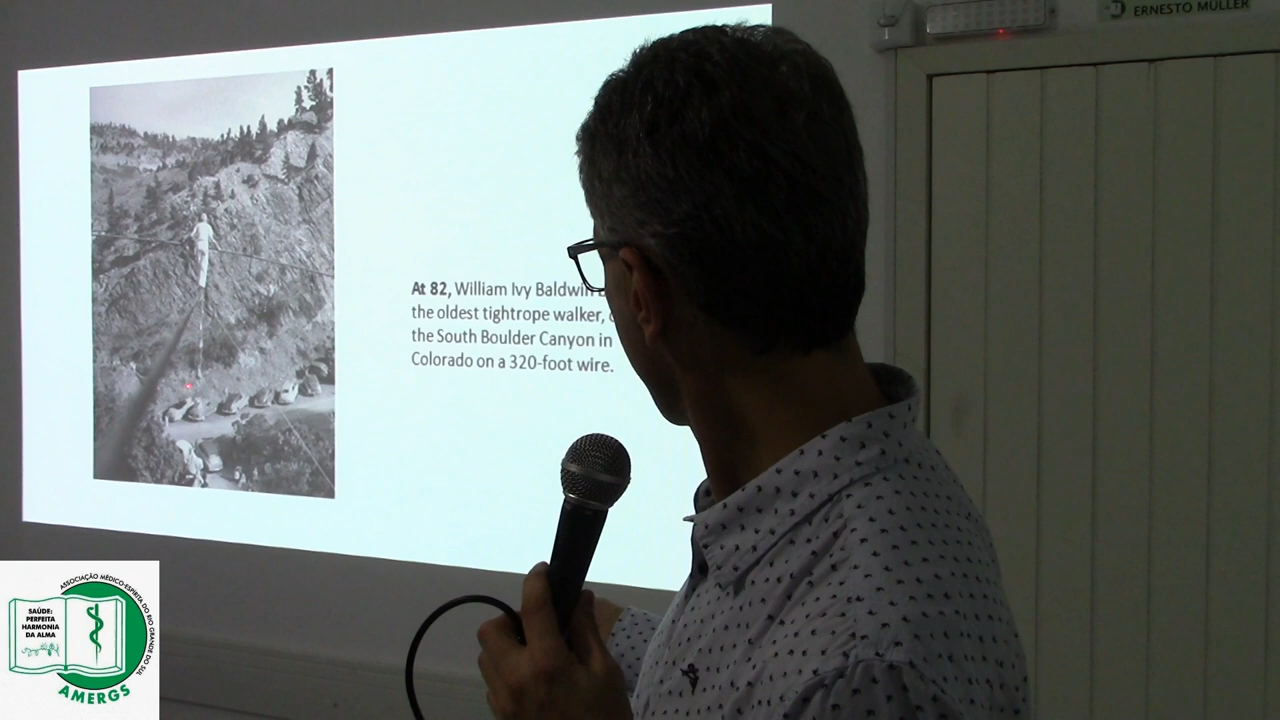 ERNESTO MÜLLER
At 82, William Ivy Baldwin
the oldest tightrope walker,
the South Boulder Canyon in
Colorado on a 320-foot wire.
ASSOCIAÇÃO MÉDICO-ESPÍRITA DO RIO GRANDE DO SUL
SAÚDE:
PERFEITA
HARMONIA
DA ALMA
AMERGS